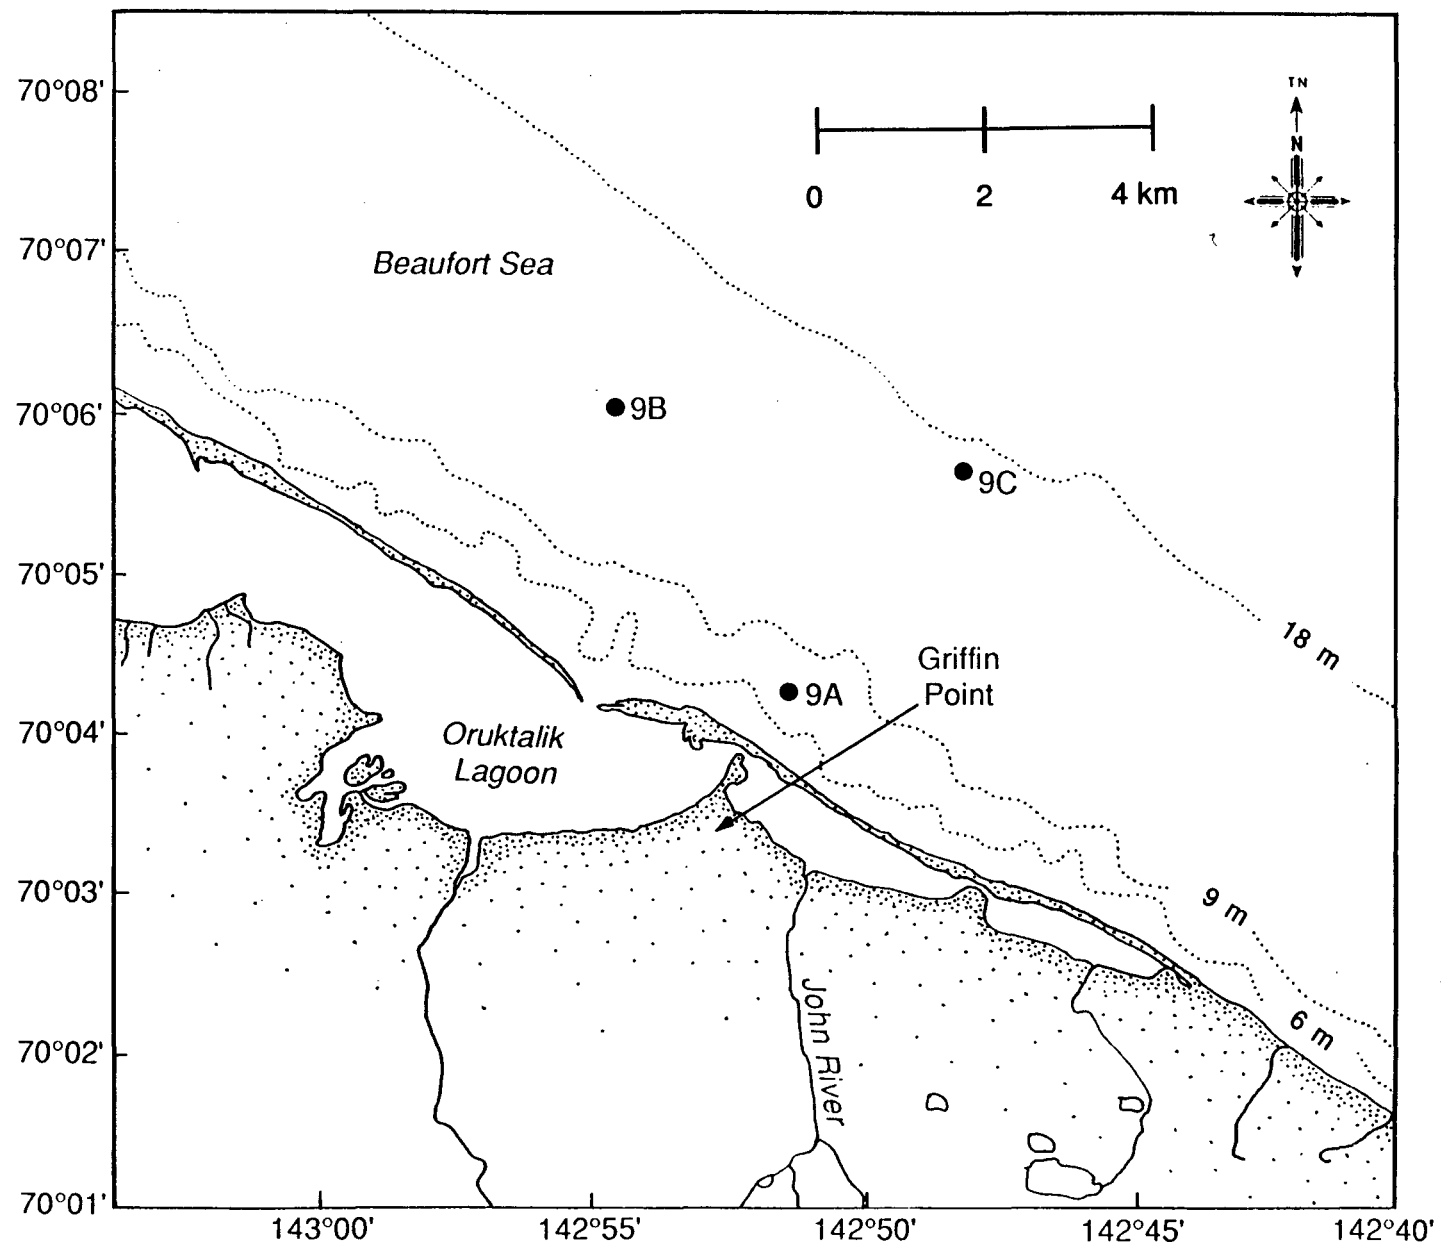 TN
N
70°08'
0 2 4 km
70°07'
Beaufort Sea
70°06'
9B
9C
70°05'
18 m
Griffin
Point
9A
70°04'
Oruktalik
Lagoon
70°03'
9 m
John River
6 m
70°02'
70°01'
143°00' 142°55' 142°50' 142°45' 142°40'